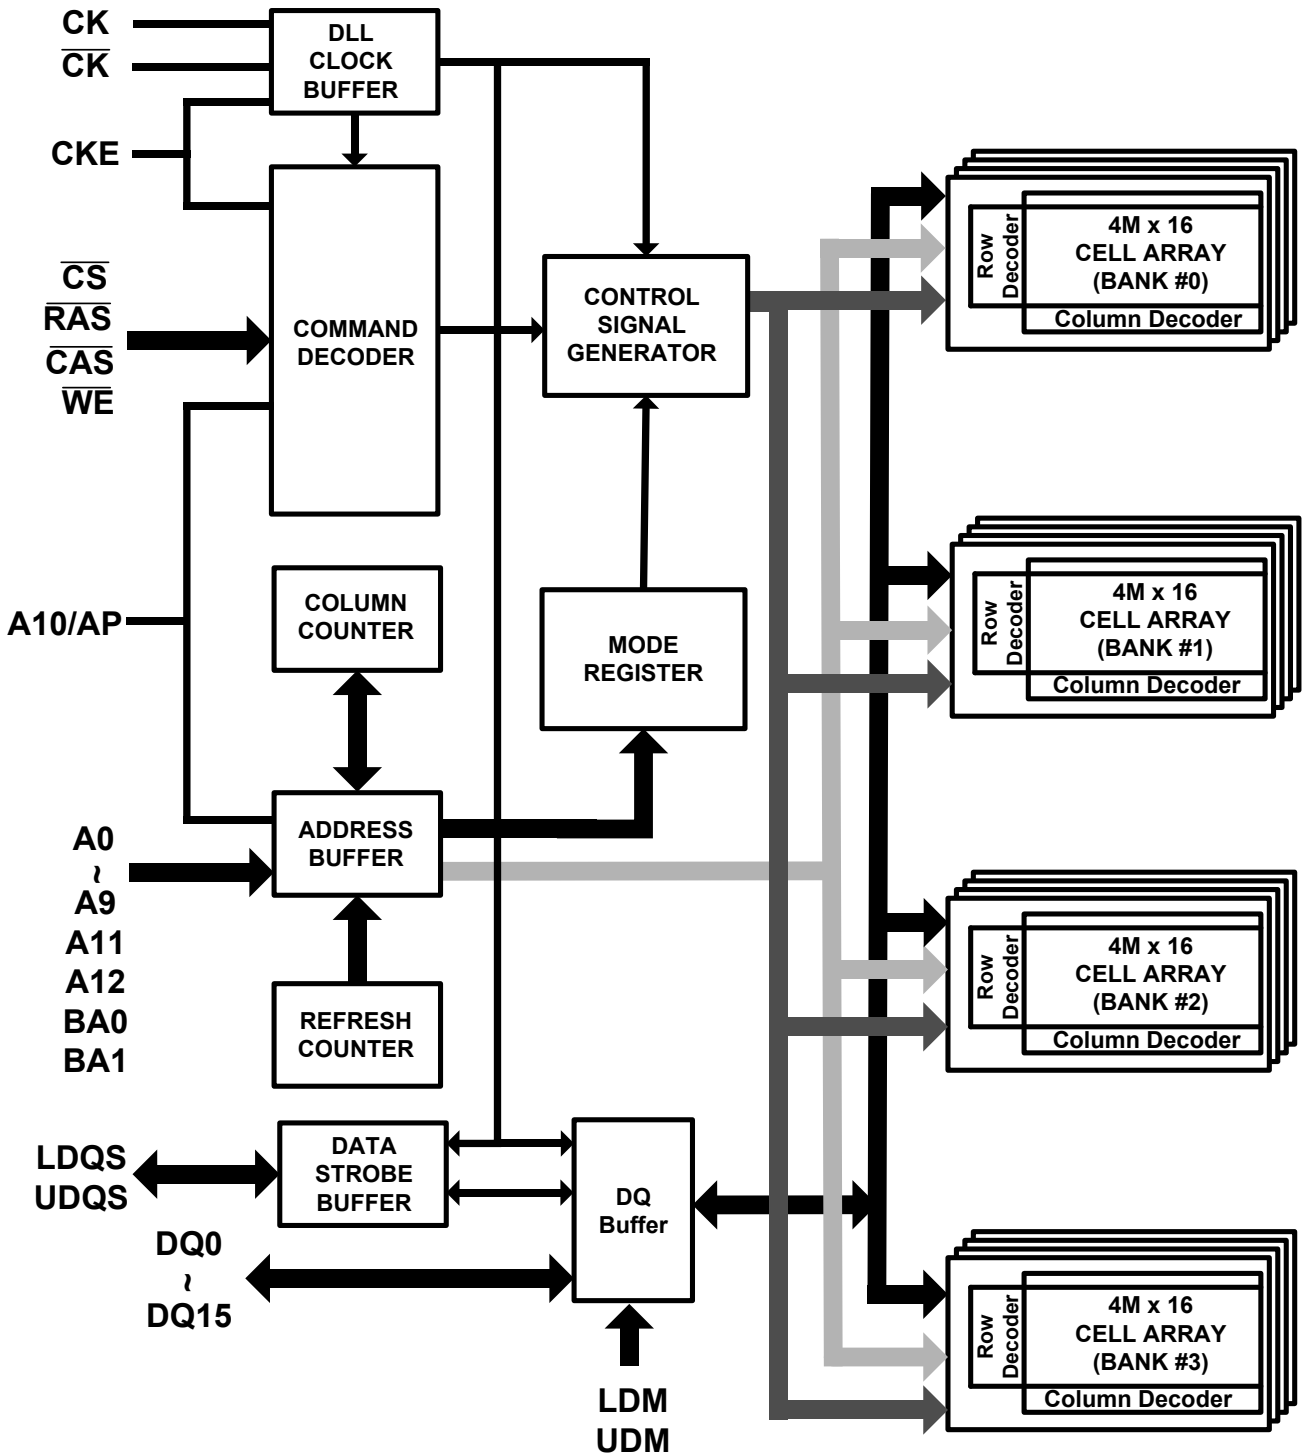 CK
CK
CKE
CS
RAS
CAS
WE
A10/AP
A0
~
A9
A11
A12
BA0
BA1
LDQS
UDQS
DQ0
~
DQ15
DLL
CLOCK
BUFFER
COMMAND
DECODER
COLUMN
COUNTER
ADDRESS
BUFFER
REFRESH
COUNTER
DATA
STROBE
BUFFER
CONTROL
SIGNAL
GENERATOR
MODE
REGISTER
DQ
Buffer
LDM
UDM
Row
Decoder
4M x 16
CELL ARRAY
(BANK #0)
Column Decoder
Row
Decoder
4M x 16
CELL ARRAY
(BANK #1)
Column Decoder
Row
Decoder
4M x 16
CELL ARRAY
(BANK #2)
Column Decoder
Row
Decoder
4M x 16
CELL ARRAY
(BANK #3)
Column Decoder